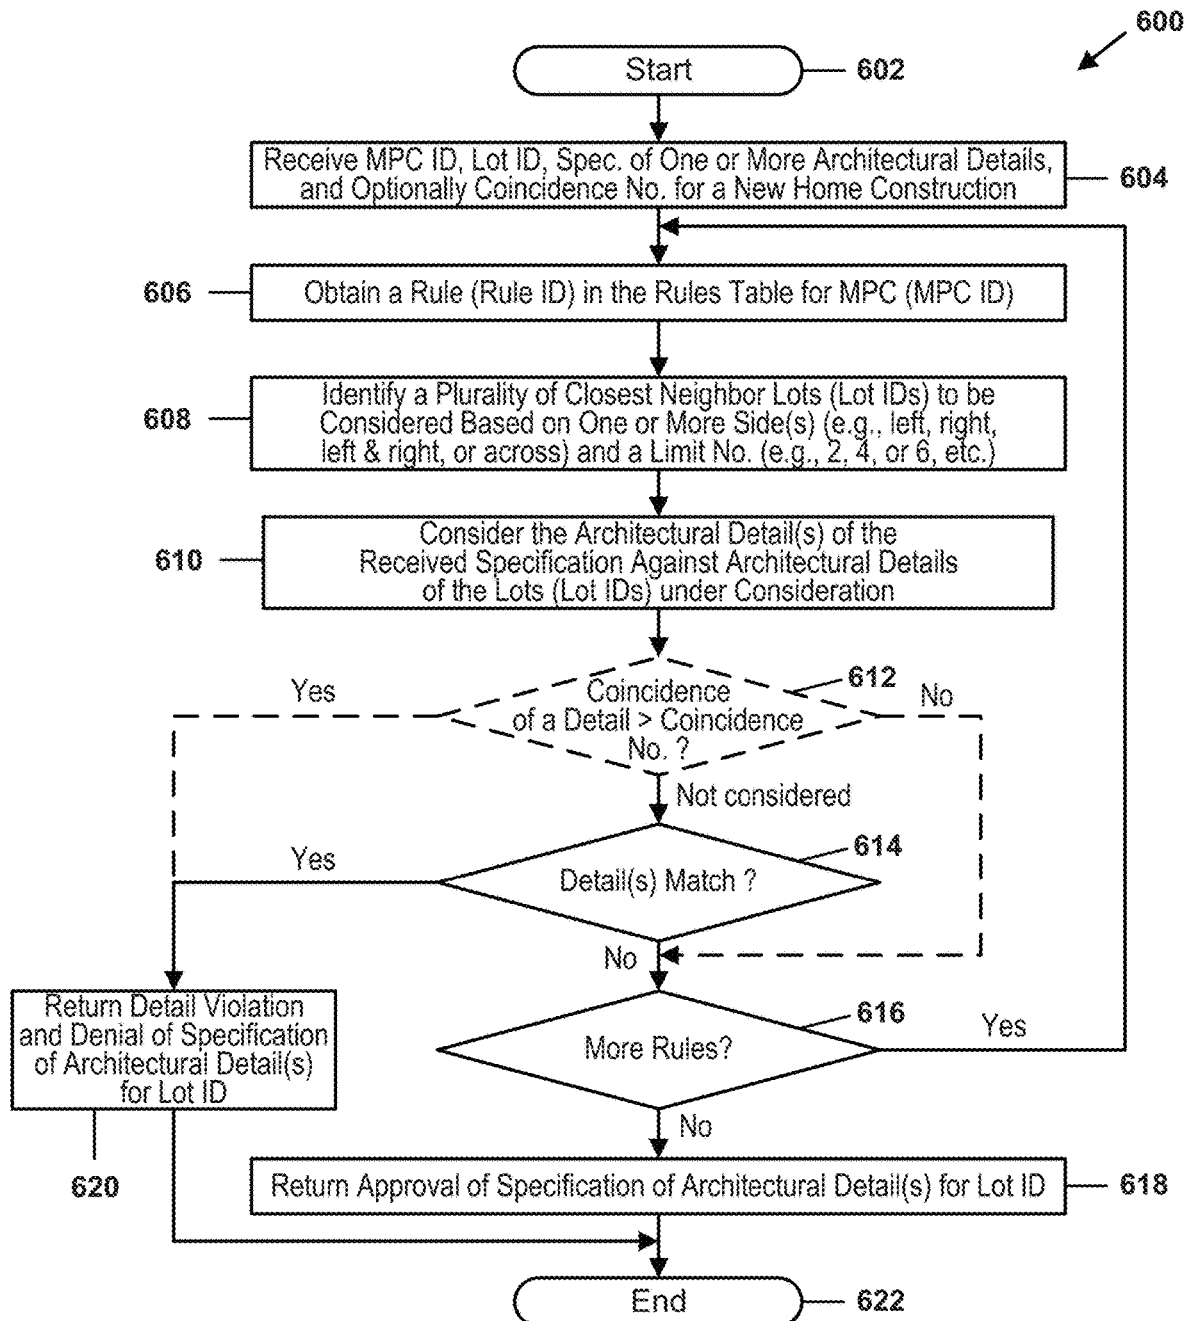 600
Start
602
Receive MPC ID, Lot ID, Spec. of One or More Architectural Details,
and Optionally Coincidence No. for a New Home Construction
604
606
Obtain a Rule (Rule ID) in the Rules Table for MPC (MPC ID)
608
Identify a Plurality of Closest Neighbor Lots (Lot IDs) to be
Considered Based on One or More Side(s) (e.g., left, right,
left & right, or across) and a Limit No. (e.g., 2, 4, or 6, etc.)
610
Consider the Architectural Detail(s) of the
Received Specification Against Architectural Details
of the Lots (Lot IDs) under Consideration
612
Yes
Coincidence
of a Detail > Coincidence
No. ?
No
Not considered
614
Yes
Detail(s) Match ?
No
616
More Rules?
Yes
Return Detail Violation
and Denial of Specification
of Architectural Detail(s)
for Lot ID
620
No
Return Approval of Specification of Architectural Detail(s) for Lot ID
618
End
622